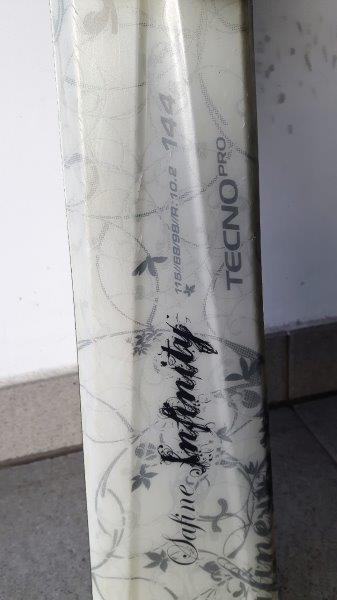 144
115//68/98//R: 10.2
TECNO PRO
Safine Infinity